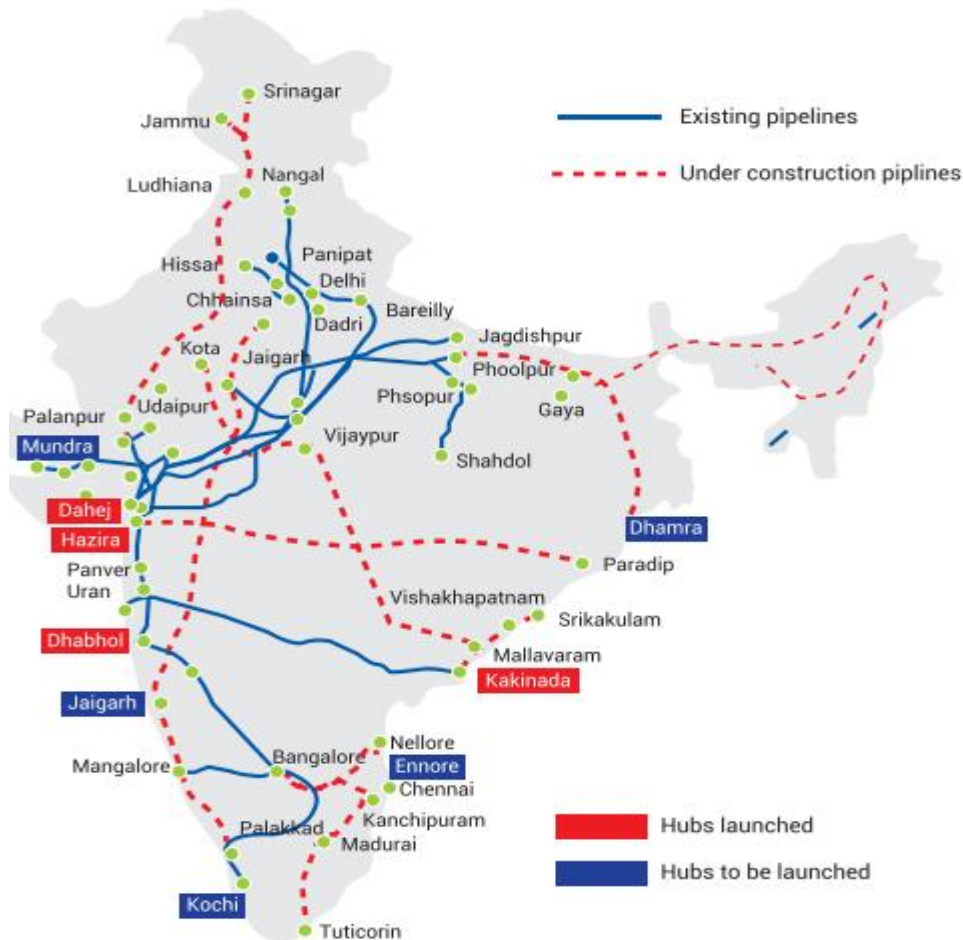 Srinagar
Existing pipelines
Jammu
Under construction piplines
Ludhiana
Nangal
Panipat
Hissar
Delhi
Chhainsa
Bareilly
Dadri
Jagdishpur
Kota
Jaigarh
Phoolpur
Phsopur
Gaya
Palanpur
Udaipur
Mundra
Vijaypur
Shahdol
Dahej
Dhamra
Hazira
Paradip
Panver
Uran
Vishakhapatnam
Srikakulam
Dhabhol
Mallavaram
Kakinada
Jaigarh
Nellore
Mangalore
Bangalore
Ennore
Chennai
Kanchipuram
Hubs launched
Palakkad
Madurai
Hubs to be launched
Kochi
Tuticorin